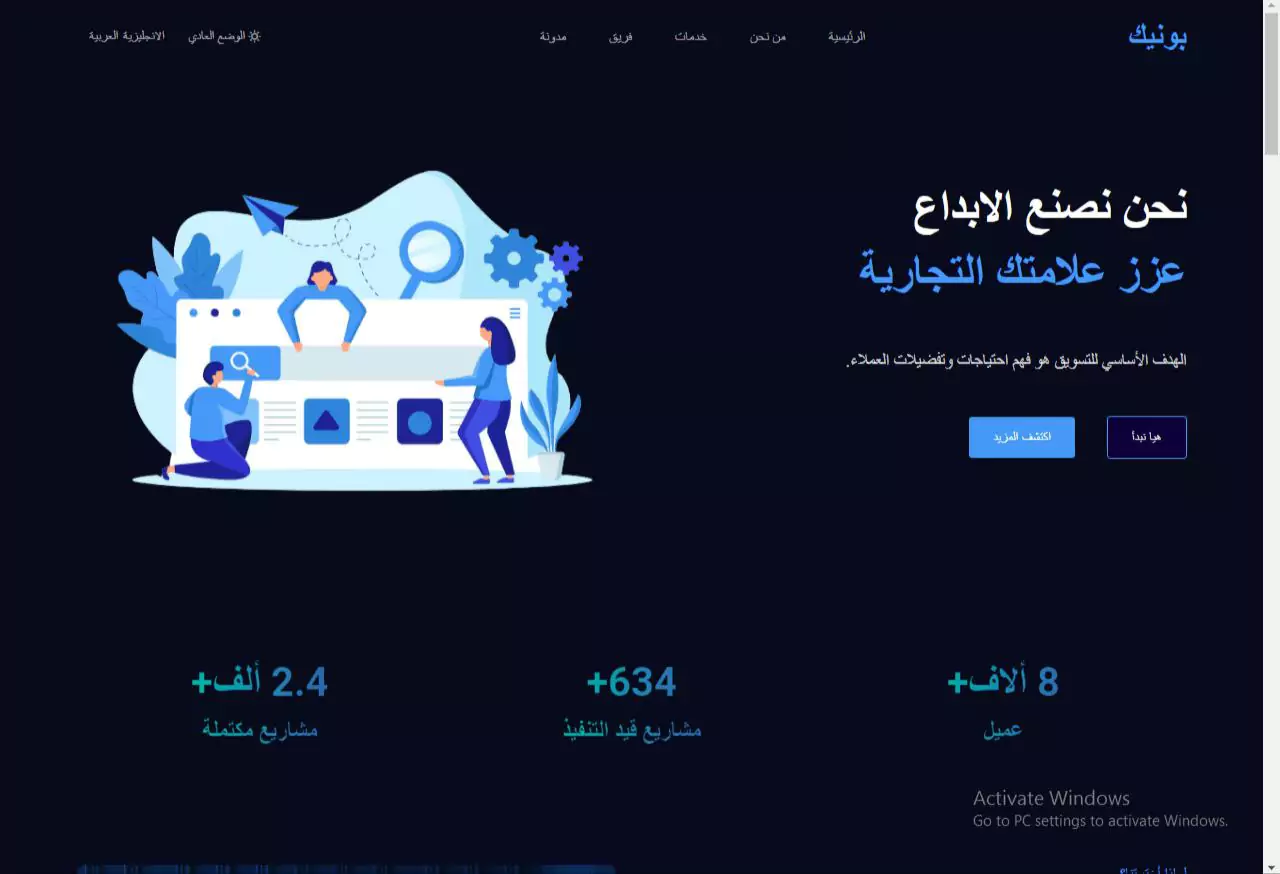 بونيك
الرئيسية
من نحن
خدمات
فريق
مدونة
الوضع العادي
الانجليزية العربية
نحن نصنع الابداع
عزز علامتك التجارية
الهدف الأساسي للتسويق هو فهم احتياجات وتفضيلات العملاء.
هيا نبدأ
اكتشف المزيد
8 ألاف+
عميل
634+
مشاريع قيد التنفيذ
2.4 ألف+
مشاريع مكتملة
Activate Windows
Go to PC settings to activate Windows.